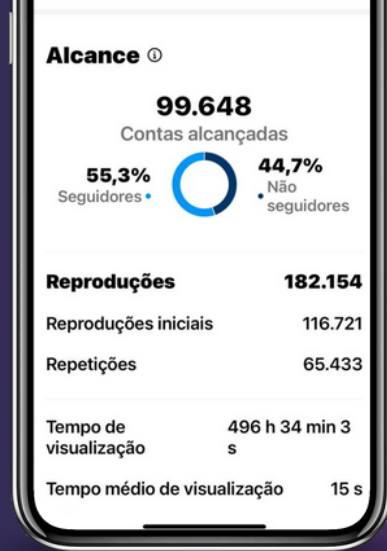 Alcance
99.648
Contas alcançadas
55,3%
Seguidores
44,7%
Não
seguidores
Reproduções 182.154
Reproduções iniciais 116.721
Repetições 65.433
Tempo de
visualização
496 h 34 min 3
s
Tempo médio de visualização 15 s